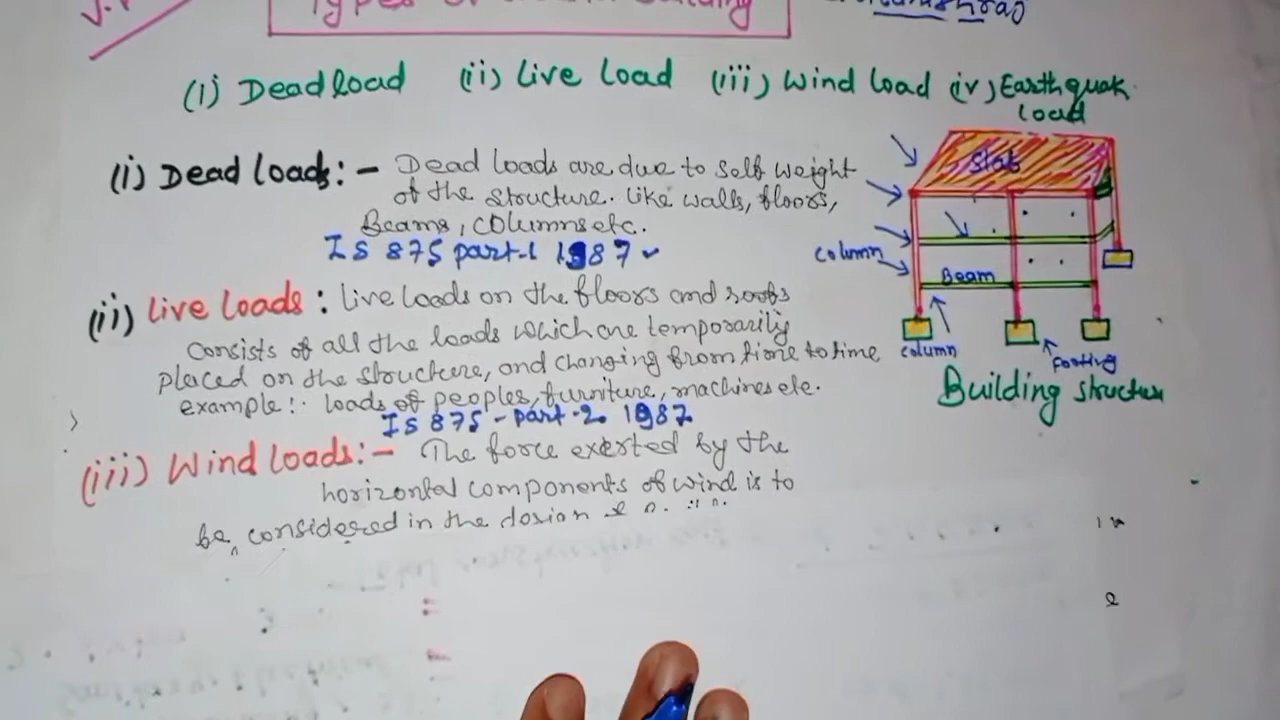 Types of
Building
(i) Dead load (ii) Live Load (iii) Wind Load (iv) Earthquak
Load
(i) Dead loads:- Dead loads are due to self weight
of the structure. Like walls, floors,
Beams, columns etc.
IS 875 part-1 1987
(ii) Live loads: Live loads on the floors and roofs
Consists of all the loads which are temporarily
placed on the structure, and changing from time to time
example:- loads of peoples, furniture, machines etc.
IS 875 - part-2 1987
(iii) Wind loads:- The force exerted by the
horizontal components of wind is to
be considered in the
Slab
column
Beam
column
footing
Building structure